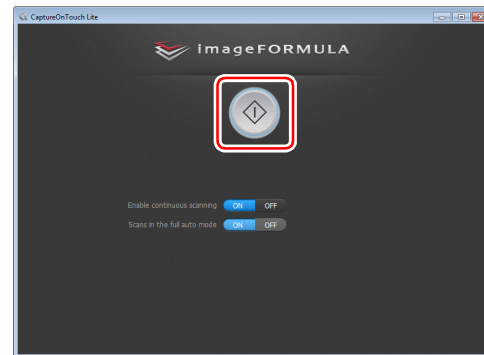 CaptureOnTouch Lite
imageFORMULA
Enable continuous scanning ON OFF
Scans in the full auto mode ON OFF